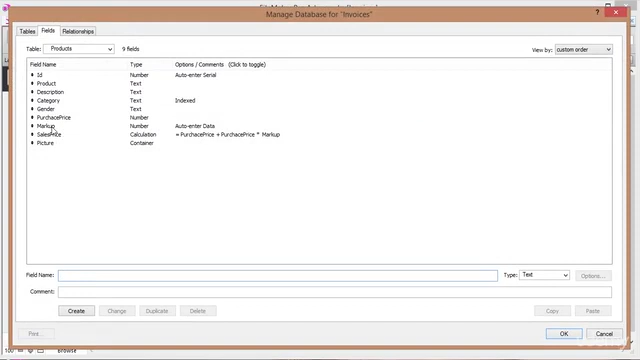 Manage Database for "Invoices"
? ×
Tables Fields Relationships
Table: Products 9 fields View by: custom order
Field Name Type Options / Comments (Click to toggle)
Id Number Auto-enter Serial
Product Text
Description Text
Category Text Indexed
Gender Text
PurchacePrice Number
Markup Number Auto-enter Data
SalesPrice Calculation = PurchacePrice + PurchacePrice * Markup
Picture Container
Field Name: Type: Text Options...
Comment:
Create Change Duplicate Delete Copy Paste
Print... OK Cancel
100 Browse
udemy